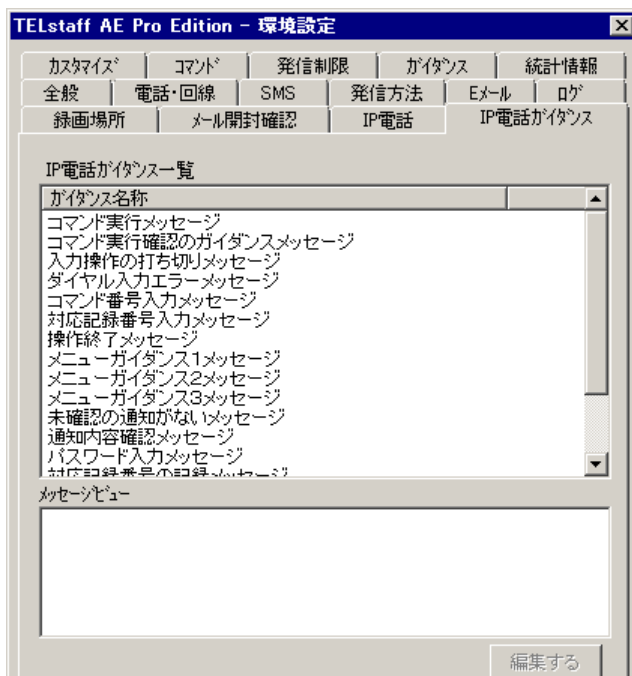 TELstaff AE Pro Edition - 環境設定
ｶｽﾀﾏｲｽﾞ ｺﾏﾝﾄﾞ 発信制限 ｶﾞｲﾀﾞﾝｽ 統計情報
全般 電話・回線 SMS 発信方法 Eﾒｰﾙ ﾛｸﾞ
録画場所 ﾒｰﾙ開封確認 IP電話 IP電話ｶﾞｲﾀﾞﾝｽ
IP電話ｶﾞｲﾀﾞﾝｽ一覧
ｶﾞｲﾀﾞﾝｽ名称
コマンド実行メッセージ
コマンド実行確認のガイダンスメッセージ
入力操作の打ち切りメッセージ
ダイヤル入力エラーメッセージ
コマンド番号入力メッセージ
対応記録番号入力メッセージ
操作終了メッセージ
メニューガイダンス1メッセージ
メニューガイダンス2メッセージ
メニューガイダンス3メッセージ
未確認の通知がないメッセージ
通知内容確認メッセージ
パスワード入力メッセージ
対応記録番号の記録メッセージ
ﾒｯｾｰｼﾞﾋﾞｭｰ
編集する